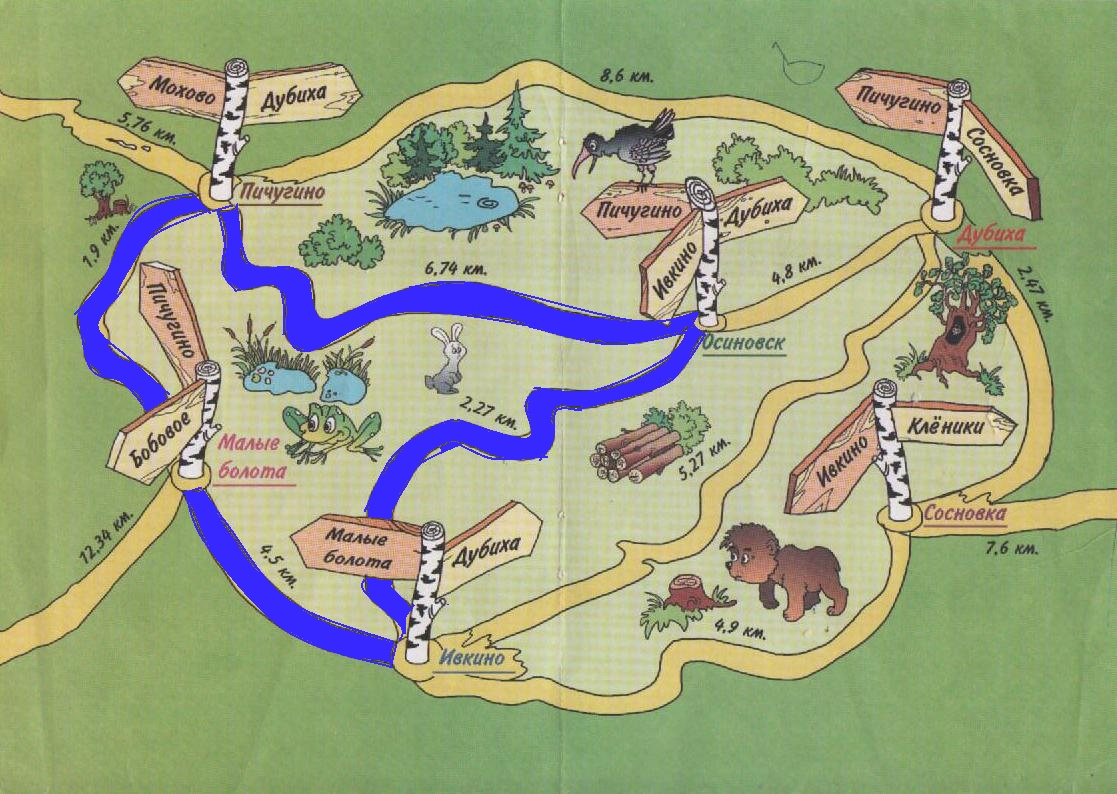 8,6 км.
Мохово
Дубиха
Пичугино
Сосновка
5,76 км.
Пичугино
Пичугино
Дубиха
Ивкино
Дубиха
1,9 км.
6,74 км.
4,8 км.
2,47 км.
Пичугино
Осиновск
Бобовое
2,27 км.
Клёники
Ивкино
Малые
болота
5,27 км.
Сосновка
12,34 км.
4,5 км.
Малые
болота
Дубиха
7,6 км.
4,9 км.
Ивкино